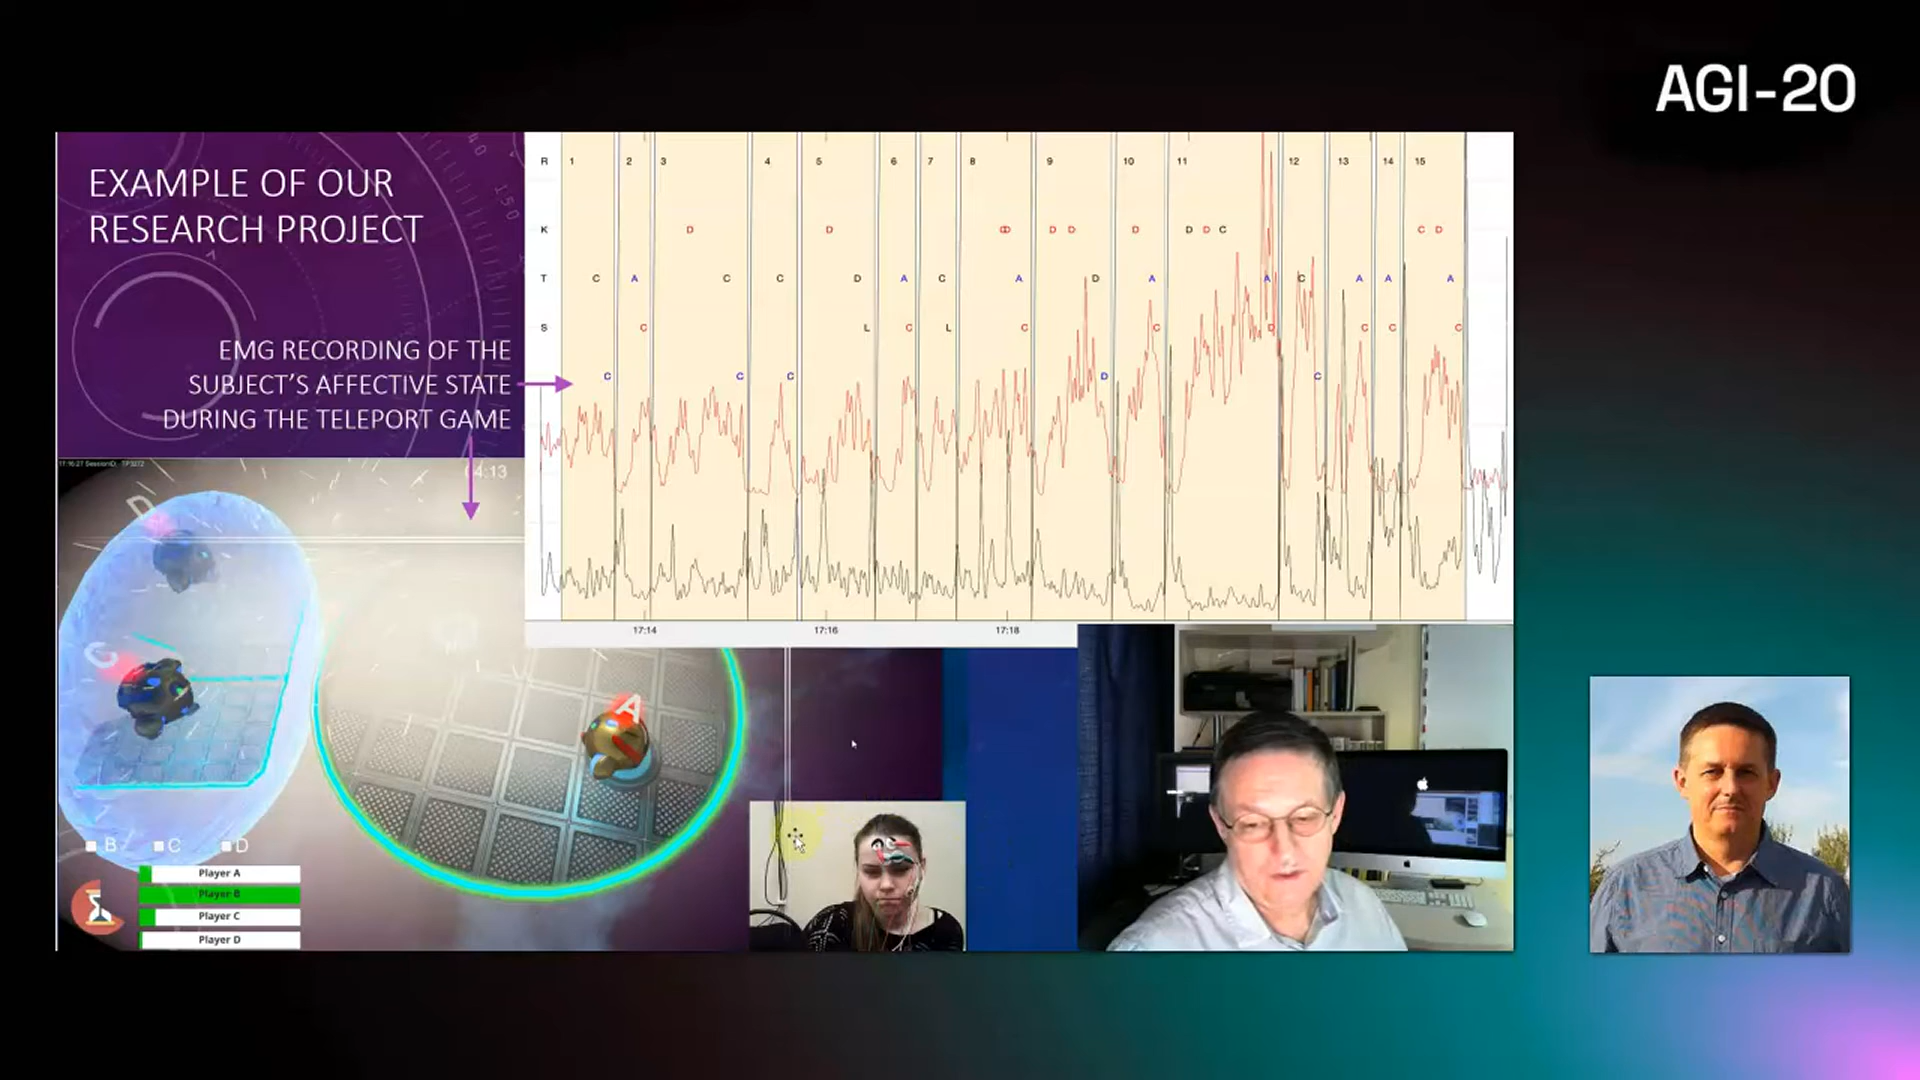 AGI-20
EXAMPLE OF OUR
RESEARCH PROJECT
EMG RECORDING OF THE
SUBJECT'S AFFECTIVE STATE
DURING THE TELEPORT GAME
R 1 2 3 4 5 6 7 8 9 10 11 12 13 14 15
K D D D D D D D C C D
T C A C C D A C A D A A C A A A
S C L C L C C D C C C
C C C D C
17:14 17:16 17:18
04:13
D
C
A
B C D
Player A
Player B
Player C
Player D